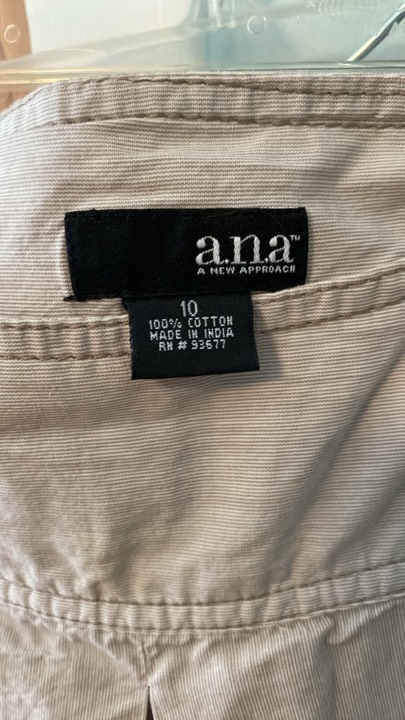 a.n.a™
A NEW APPROACH
10
100% COTTON
MADE IN INDIA
RN # 93677